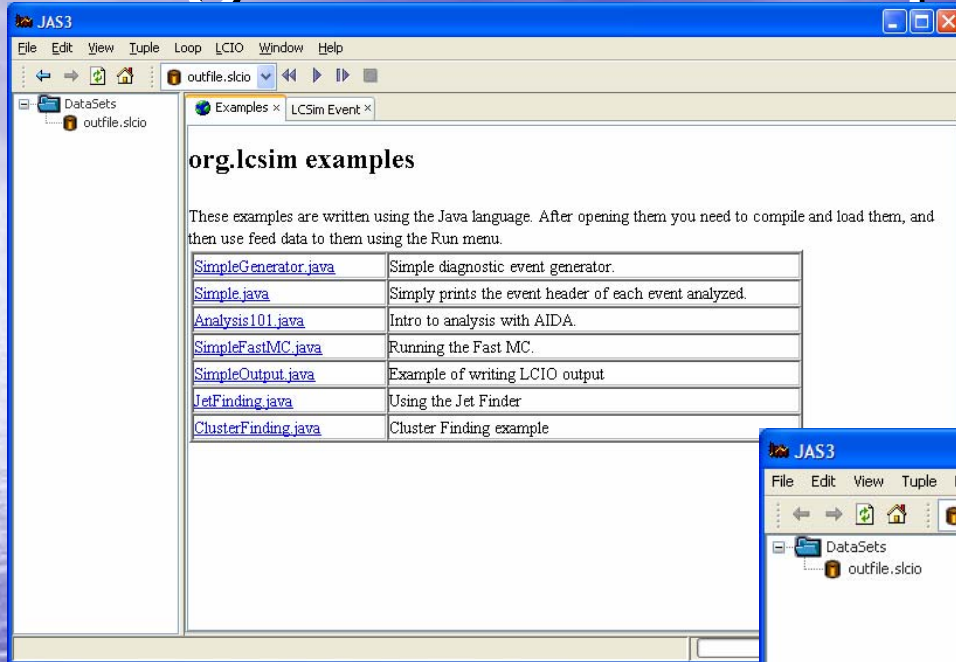 JAS3
File Edit View Tuple Loop LCIO Window Help
outfile.slcio
DataSets
outfile.slcio
Examples × LCSim Event ×
org.lcsim examples
These examples are written using the Java language. After opening them you need to compile and load them, and
then use feed data to them using the Run menu.
SimpleGenerator.java Simple diagnostic event generator.
Simple.java Simply prints the event header of each event analyzed.
Analysis101.java Intro to analysis with AIDA.
SimpleFastMC.java Running the Fast MC.
SimpleOutput.java Example of writing LCIO output
JetFinding.java Using the Jet Finder
ClusterFinding.java Cluster Finding example
JAS3
File Edit View Tuple
DataSets
outfile.slcio